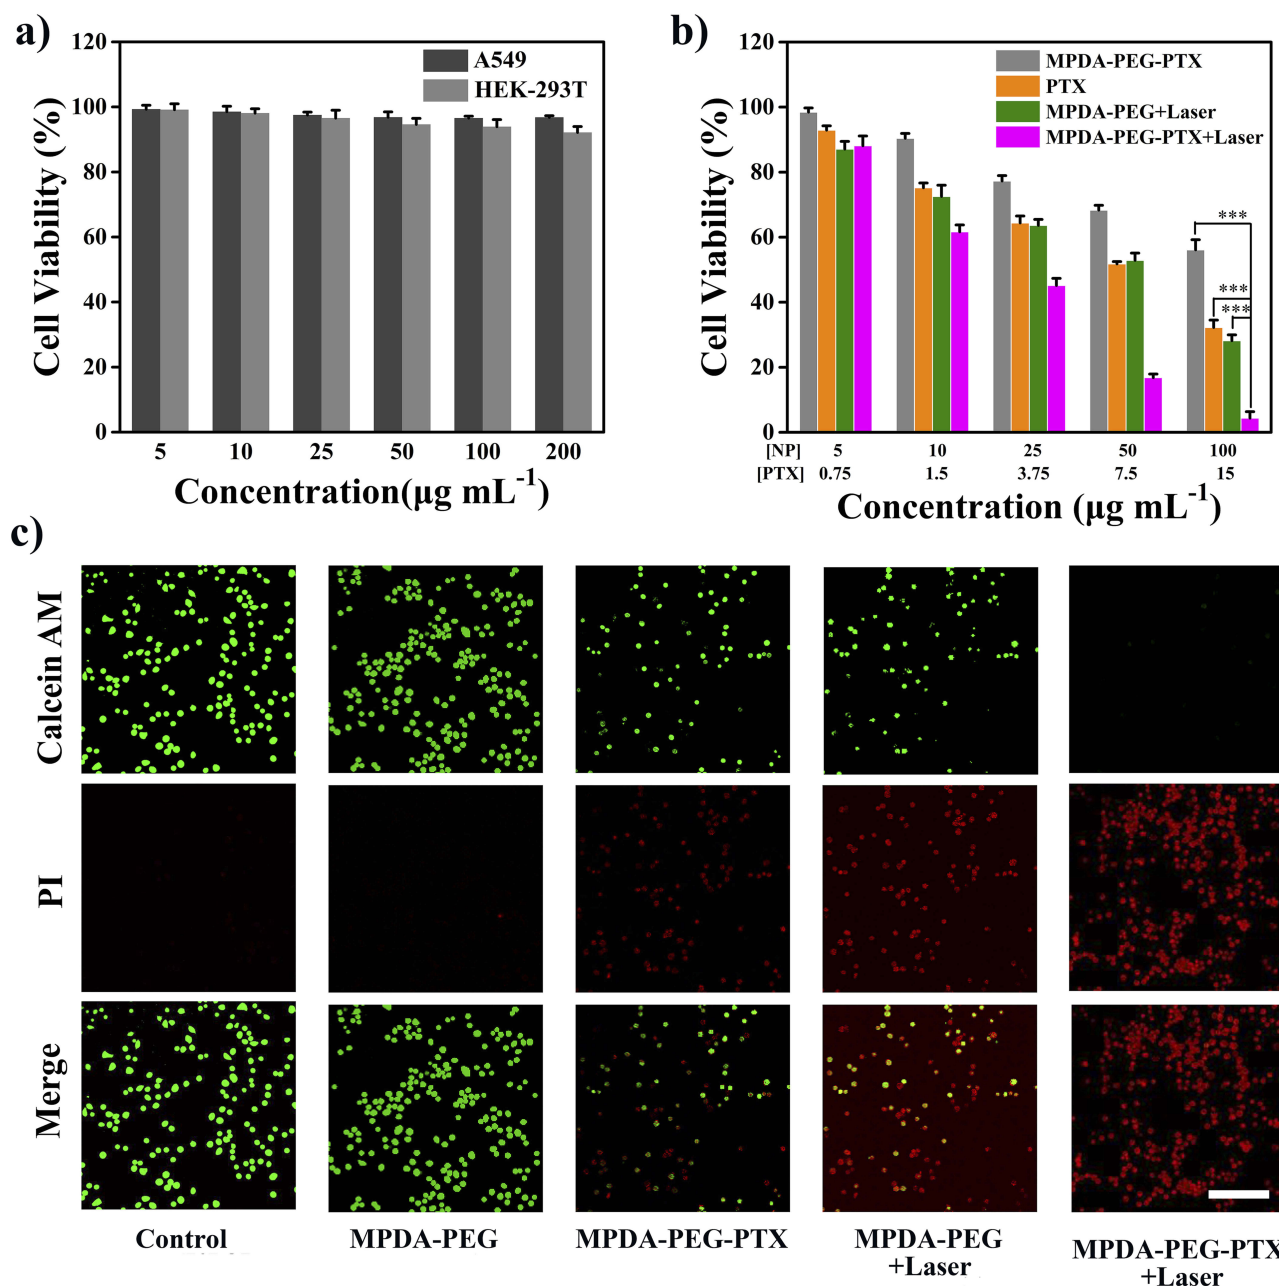 a)
120
100
80
60
40
20
0
Cell Viability (%)
A549
HEK-293T
5 10 25 50 100 200
Concentration(μg mL⁻¹)
b)
120
100
80
60
40
20
0
Cell Viability (%)
MPDA-PEG-PTX
PTX
MPDA-PEG+Laser
MPDA-PEG-PTX+Laser
***
***
***
[NP] 5 10 25 50 100
[PTX] 0.75 1.5 3.75 7.5 15
Concentration (μg mL⁻¹)
c)
Calcein AM
PI
Merge
Control
MPDA-PEG
MPDA-PEG-PTX
MPDA-PEG
+Laser
MPDA-PEG-PTX
+Laser